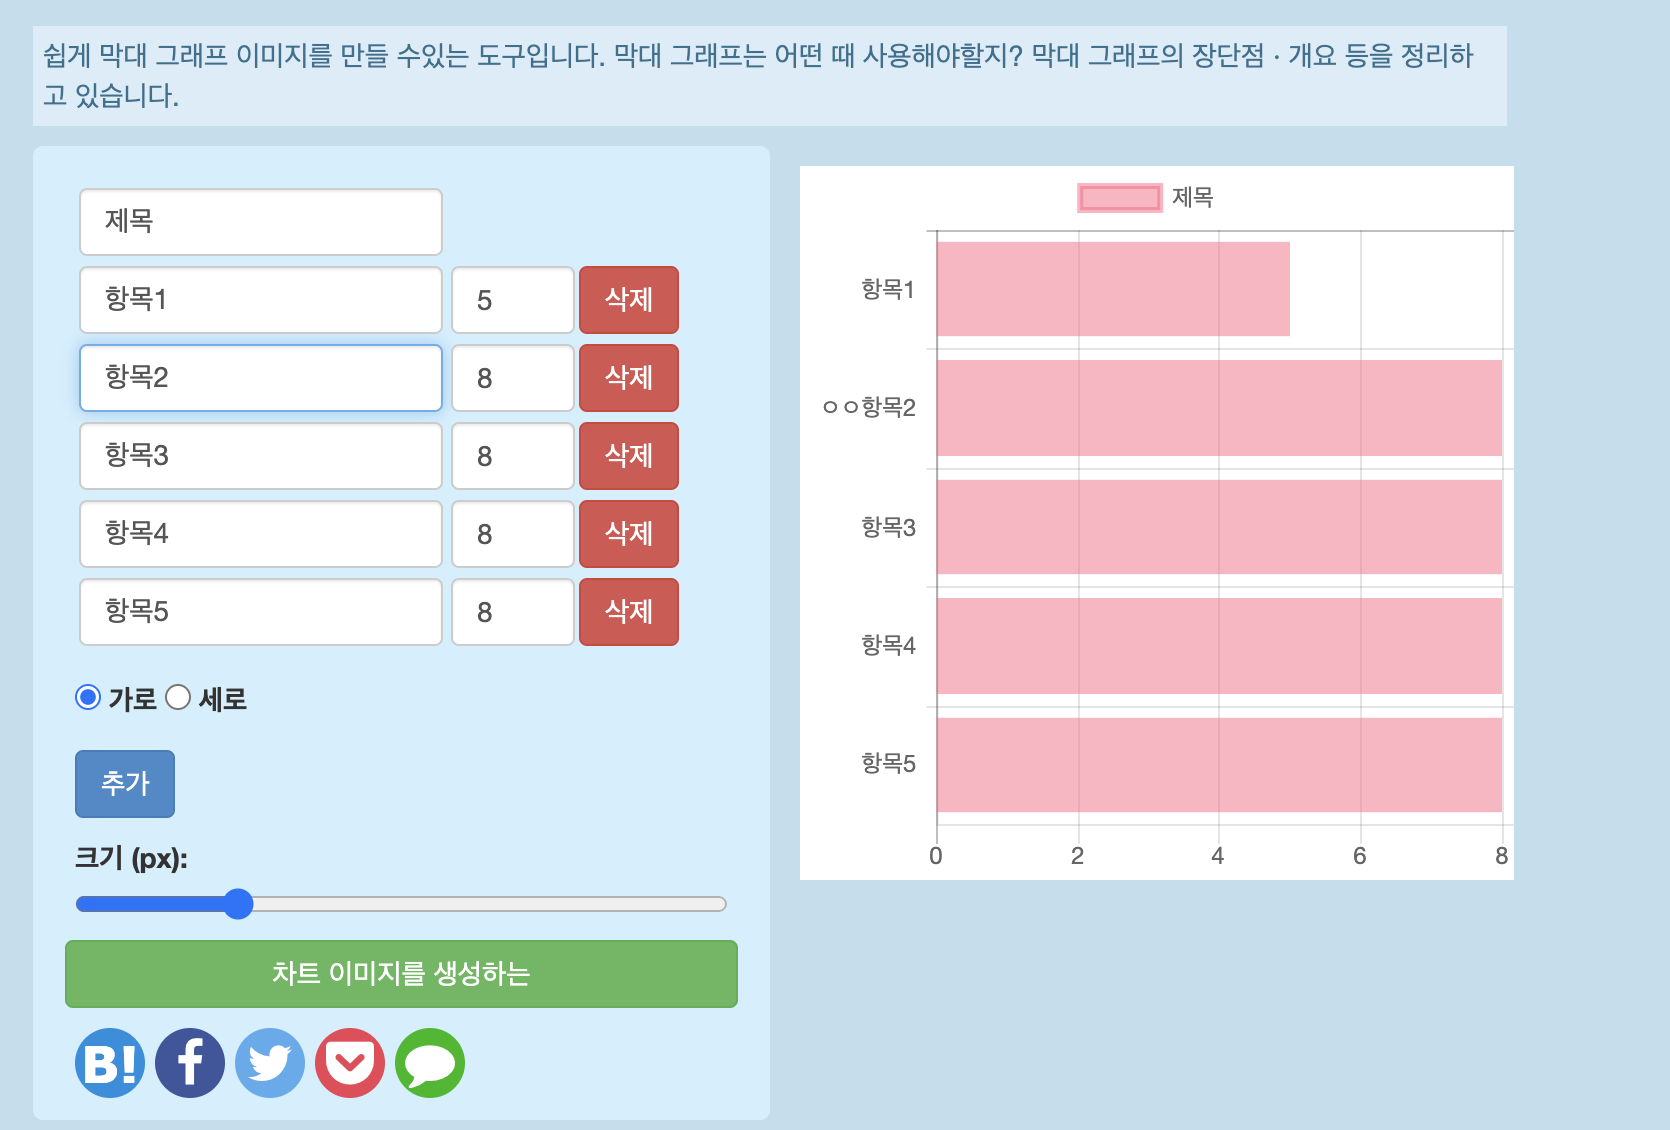 쉽게 막대 그래프 이미지를 만들 수있는 도구입니다. 막대 그래프는 어떤 때 사용해야할지? 막대 그래프의 장단점 · 개요 등을 정리하
고 있습니다.
제목
항목1 5 삭제
항목2 8 삭제
항목3 8 삭제
항목4 8 삭제
항목5 8 삭제
가로 세로
추가
크기 (px):
차트 이미지를 생성하는
B!
제목
항목1
ㅇㅇ항목2
항목3
항목4
항목5
0 2 4 6 8